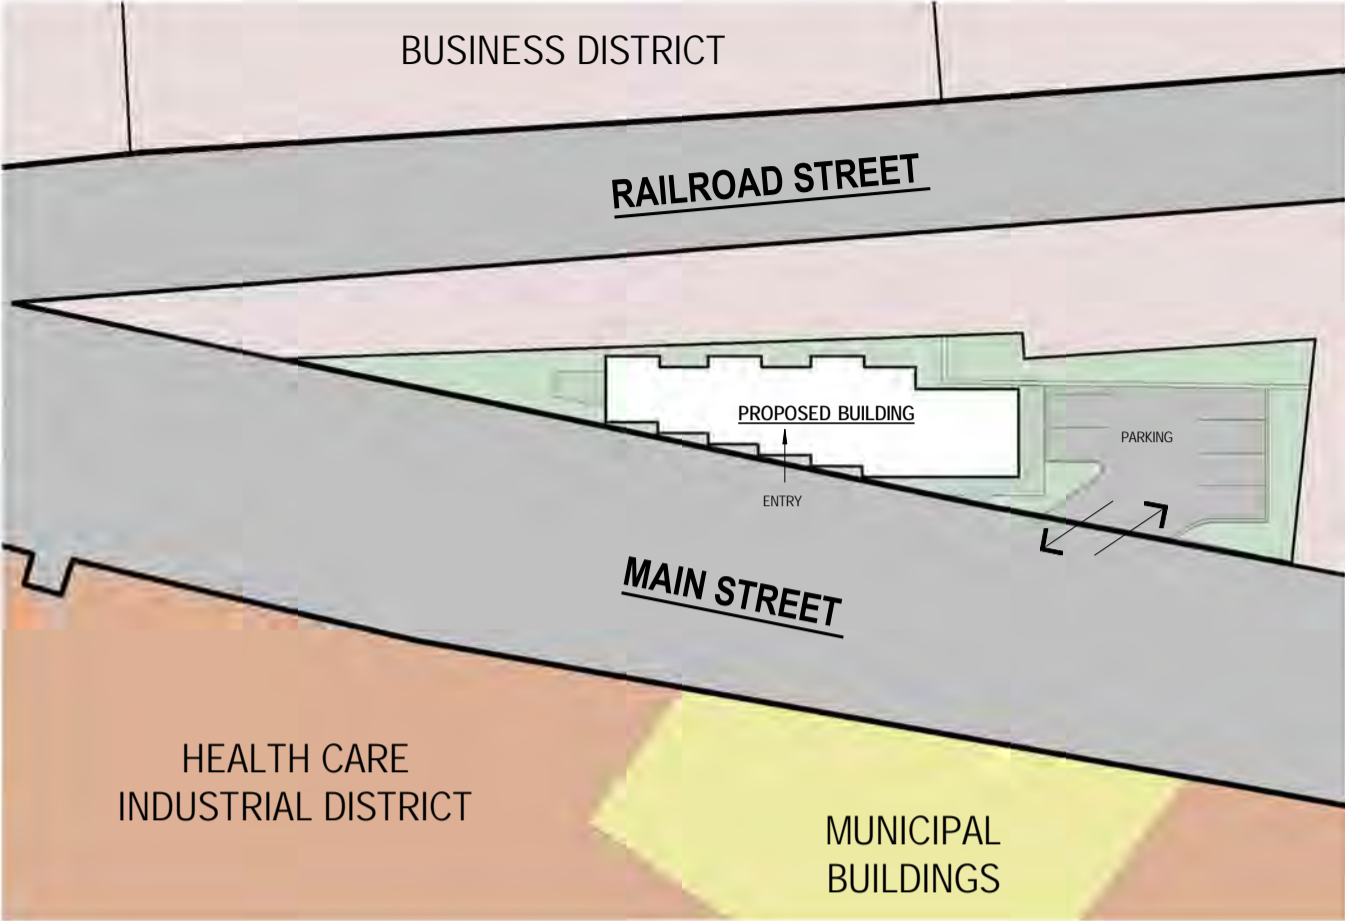 BUSINESS DISTRICT
RAILROAD STREET
PROPOSED BUILDING
PARKING
ENTRY
MAIN STREET
HEALTH CARE
INDUSTRIAL DISTRICT
MUNICIPAL
BUILDINGS